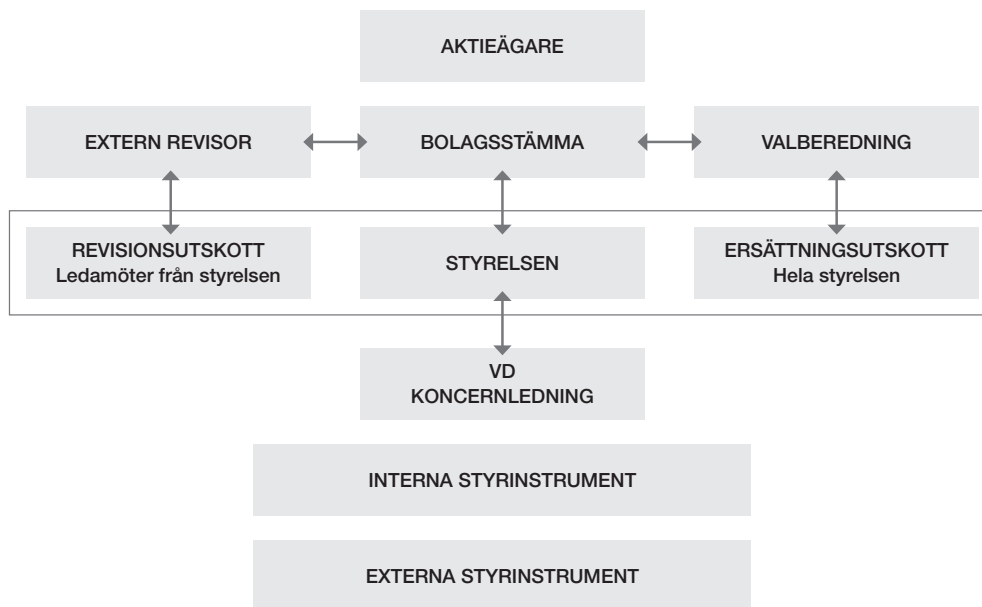 AKTIEÄGARE
EXTERN REVISOR
BOLAGSSTÄMMA
VALBEREDNING
REVISIONSUTSKOTT
Ledamöter från styrelsen
STYRELSEN
ERSÄTTNINGSUTSKOTT
Hela styrelsen
VD
KONCERNLEDNING
INTERNA STYRINSTRUMENT
EXTERNA STYRINSTRUMENT